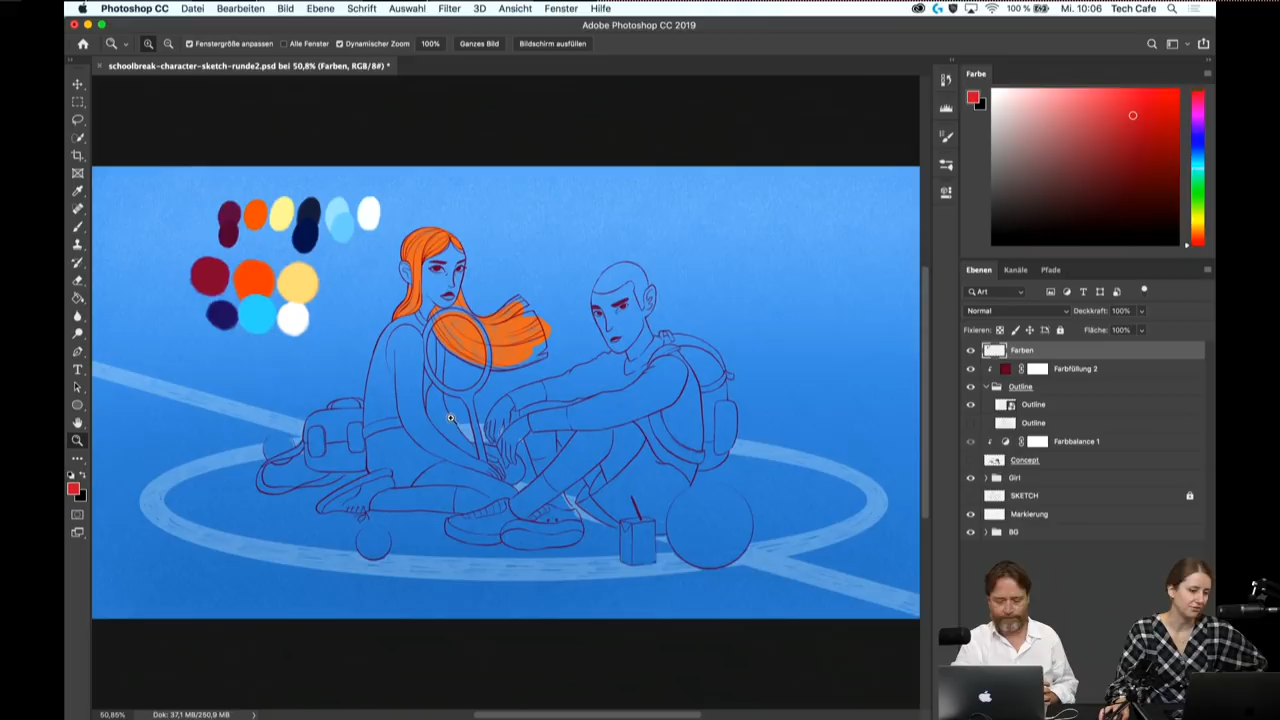 Photoshop CC Datei Bearbeiten Bild Ebene Schrift Auswahl Filter 3D Ansicht Fenster Hilfe 100 % Mi. 10:06 Tech Cafe
Adobe Photoshop CC 2019
Fenstergröße anpassen Alle Fenster Dynamischer Zoom 100% Ganzes Bild Bildschirm ausfüllen
schoolbreak-character-sketch-runde2.psd bei 50,8% (Farben, RGB/8#) *
Farbe
Ebenen Kanäle Pfade
Art
Normal Deckkraft: 100%
Fixieren: Fläche: 100%
Farben
Farbfüllung 2
Outline
Outline
Outline
Farbbalance 1
Concept
Girl
SKETCH
Markierung
BG
50,85% Dok: 37,1 MB/250,9 MB